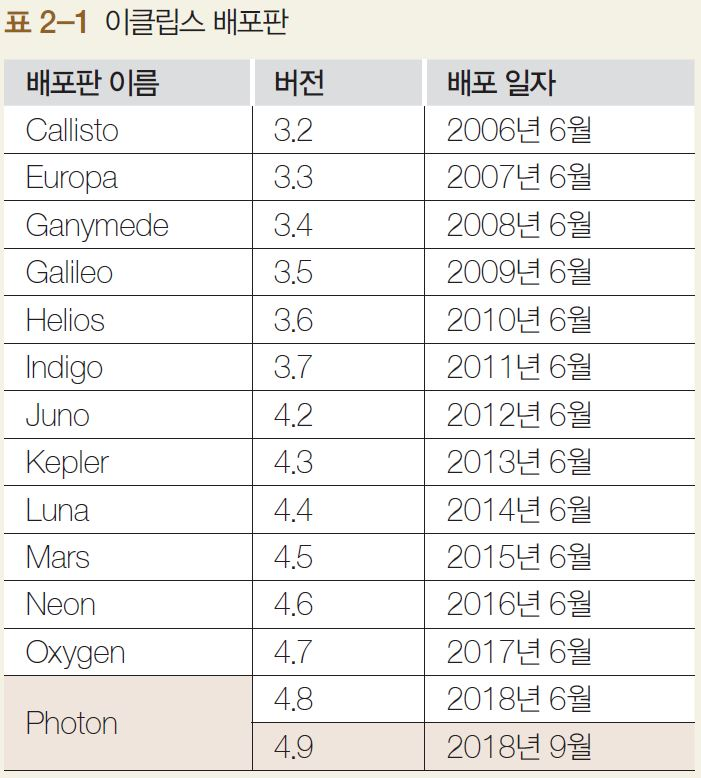 표 2-1 이클립스 배포판
배포판 이름 버전 배포 일자
Callisto 3.2 2006년 6월
Europa 3.3 2007년 6월
Ganymede 3.4 2008년 6월
Galileo 3.5 2009년 6월
Helios 3.6 2010년 6월
Indigo 3.7 2011년 6월
Juno 4.2 2012년 6월
Kepler 4.3 2013년 6월
Luna 4.4 2014년 6월
Mars 4.5 2015년 6월
Neon 4.6 2016년 6월
Oxygen 4.7 2017년 6월
Photon 4.8 2018년 6월
4.9 2018년 9월